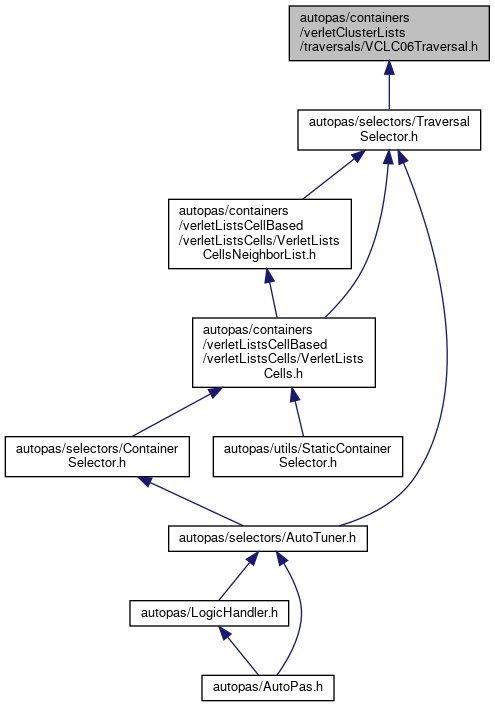 autopas/containers
/verletClusterLists
/traversals/VCLC06Traversal.h
autopas/selectors/Traversal
Selector.h
autopas/containers
/verletListsCellBased
/verletListsCells/VerletLists
CellsNeighborList.h
autopas/containers
/verletListsCellBased
/verletListsCells/VerletLists
Cells.h
autopas/selectors/Container
Selector.h
autopas/utils/StaticContainer
Selector.h
autopas/selectors/AutoTuner.h
autopas/LogicHandler.h
autopas/AutoPas.h